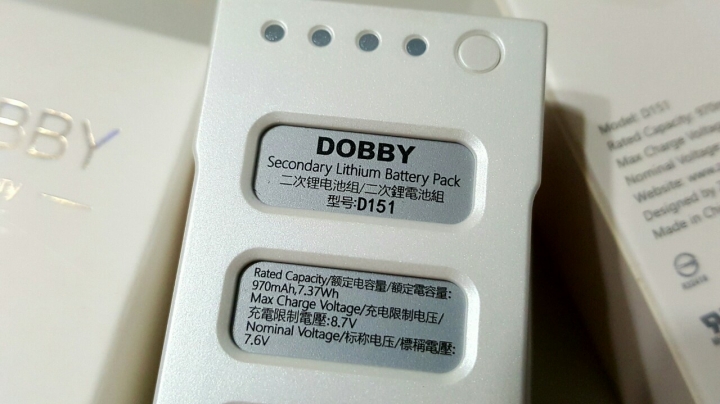 DOBBY
Secondary Lithium Battery Pack
二次锂电池组/二次鋰電池組
型号:D151
Rated Capacity/额定电容量/額定電容量:
970mAh,7.37Wh
Max Charge Voltage/充电限制电压/
充電限制電壓:8.7V
Nominal Voltage/标称电压/標稱電壓:
7.6V
BBY
Model: D151
Rated Capacity: 970m
Max Charge Voltage
Nominal Voltage
Website: www.
Designed by
Made in Ch